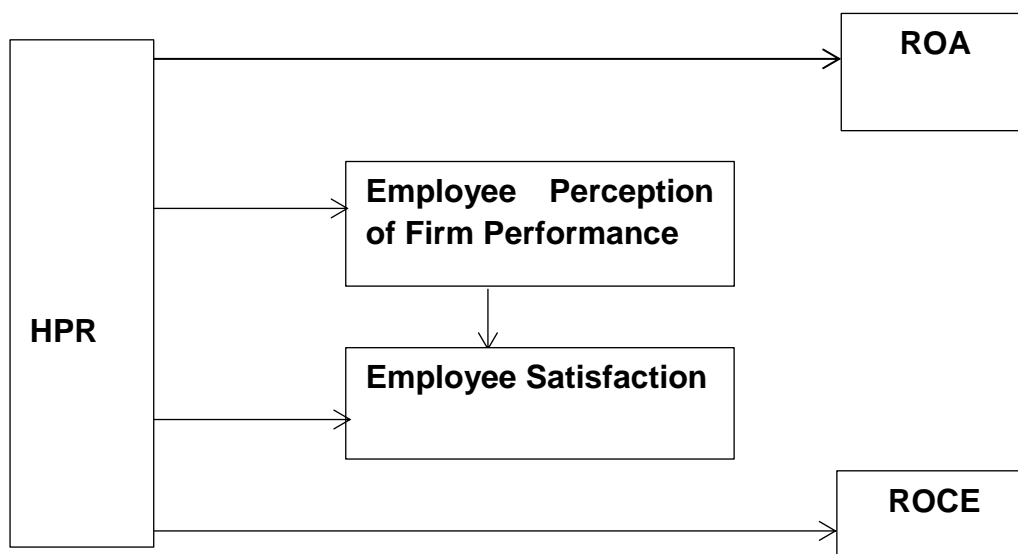 ROA
Employee Perception
of Firm Performance
HPR
Employee Satisfaction
ROCE